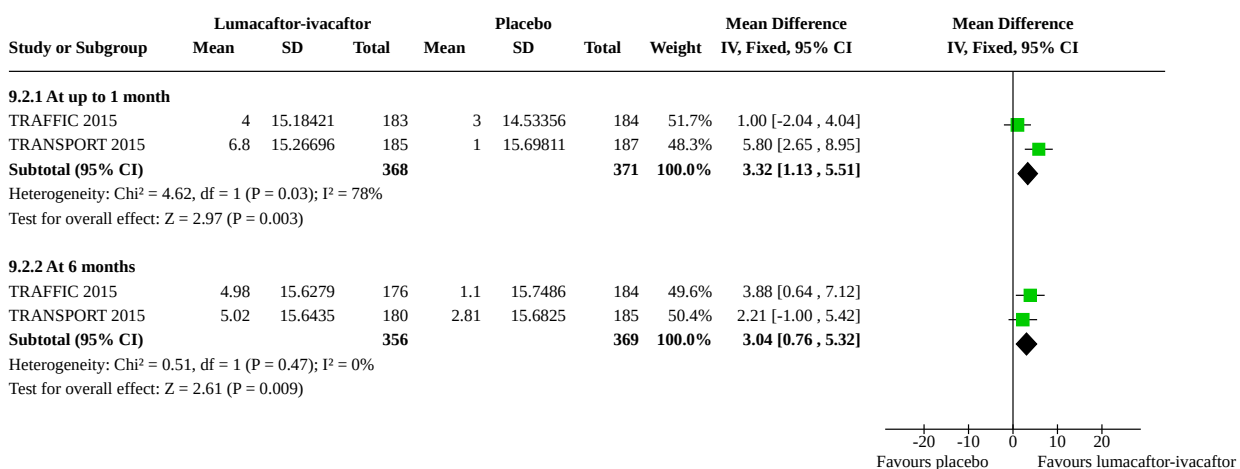 Lumacaftor-ivacaftor Placebo Mean Difference Mean Difference
Study or Subgroup Mean SD Total Mean SD Total Weight IV, Fixed, 95% CI IV, Fixed, 95% CI
9.2.1 At up to 1 month
TRAFFIC 2015 4 15.18421 183 3 14.53356 184 51.7% 1.00 [-2.04 , 4.04]
TRANSPORT 2015 6.8 15.26696 185 1 15.69811 187 48.3% 5.80 [2.65 , 8.95]
Subtotal (95% CI) 368 371 100.0% 3.32 [1.13 , 5.51]
Heterogeneity: Chi² = 4.62, df = 1 (P = 0.03); I² = 78%
Test for overall effect: Z = 2.97 (P = 0.003)
9.2.2 At 6 months
TRAFFIC 2015 4.98 15.6279 176 1.1 15.7486 184 49.6% 3.88 [0.64 , 7.12]
TRANSPORT 2015 5.02 15.6435 180 2.81 15.6825 185 50.4% 2.21 [-1.00 , 5.42]
Subtotal (95% CI) 356 369 100.0% 3.04 [0.76 , 5.32]
Heterogeneity: Chi² = 0.51, df = 1 (P = 0.47); I² = 0%
Test for overall effect: Z = 2.61 (P = 0.009)
-20 -10 0 10 20
Favours placebo Favours lumacaftor-ivacaftor